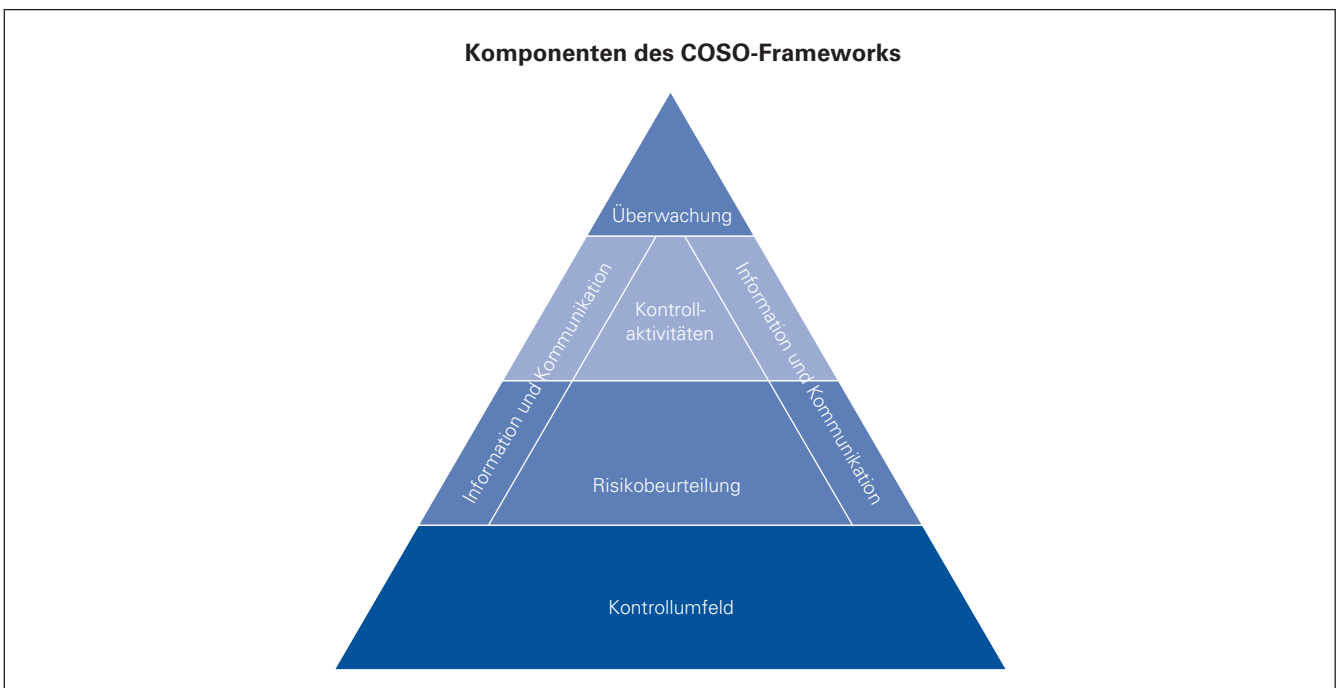 Komponenten des COSO-Frameworks
Überwachung
Information und Kommunikation
Kontroll-
aktivitäten
Information und Kommunikation
Risikobeurteilung
Kontrollumfeld